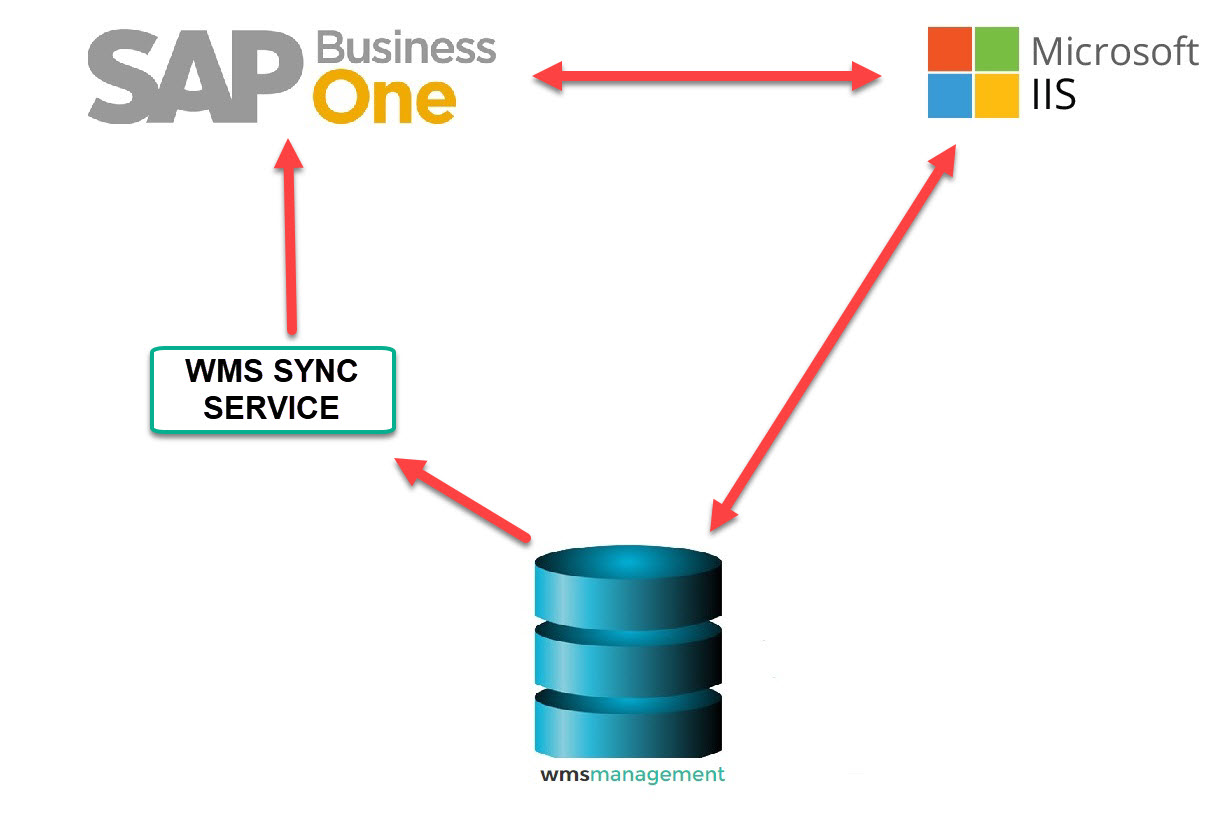 SAP Business
One
Microsoft
IIS
WMS SYNC
SERVICE
wmsmanagement